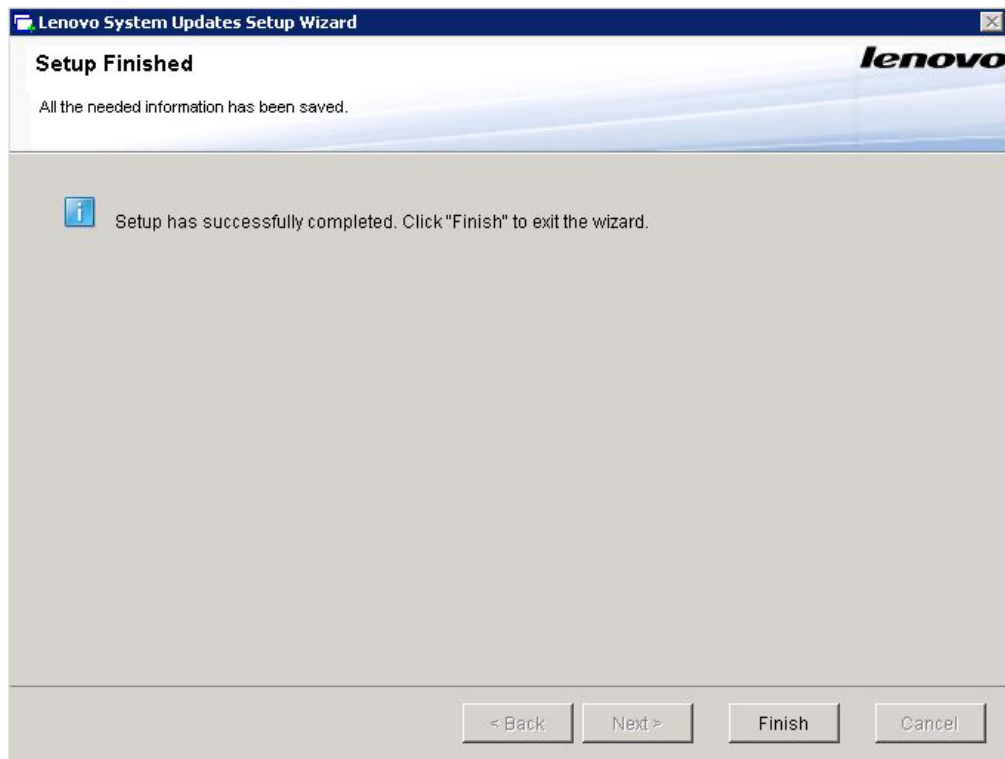 Lenovo System Updates Setup Wizard
Setup Finished
lenovo
All the needed information has been saved.
Setup has successfully completed. Click "Finish" to exit the wizard.
< Back
Next >
Finish
Cancel